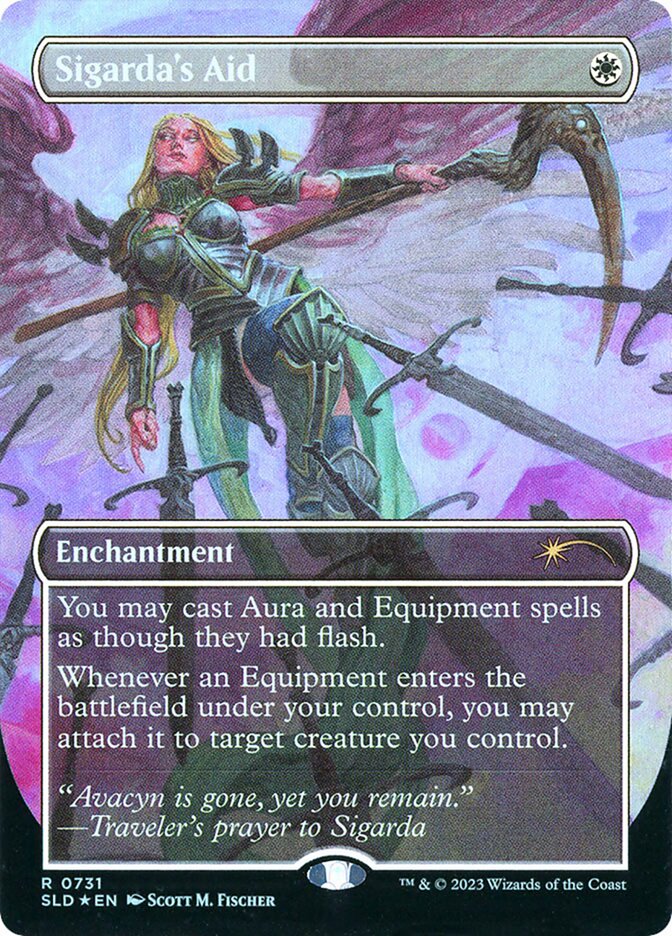 Sigarda's Aid
Enchantment
You may cast Aura and Equipment spells
as though they had flash.
Whenever an Equipment enters the
battlefield under your control, you may
attach it to target creature you control.
“Avacyn is gone, yet you remain.”
—Traveler's prayer to Sigarda
R 0731
SLD★EN Scott M. Fischer
™ & © 2023 Wizards of the Coast